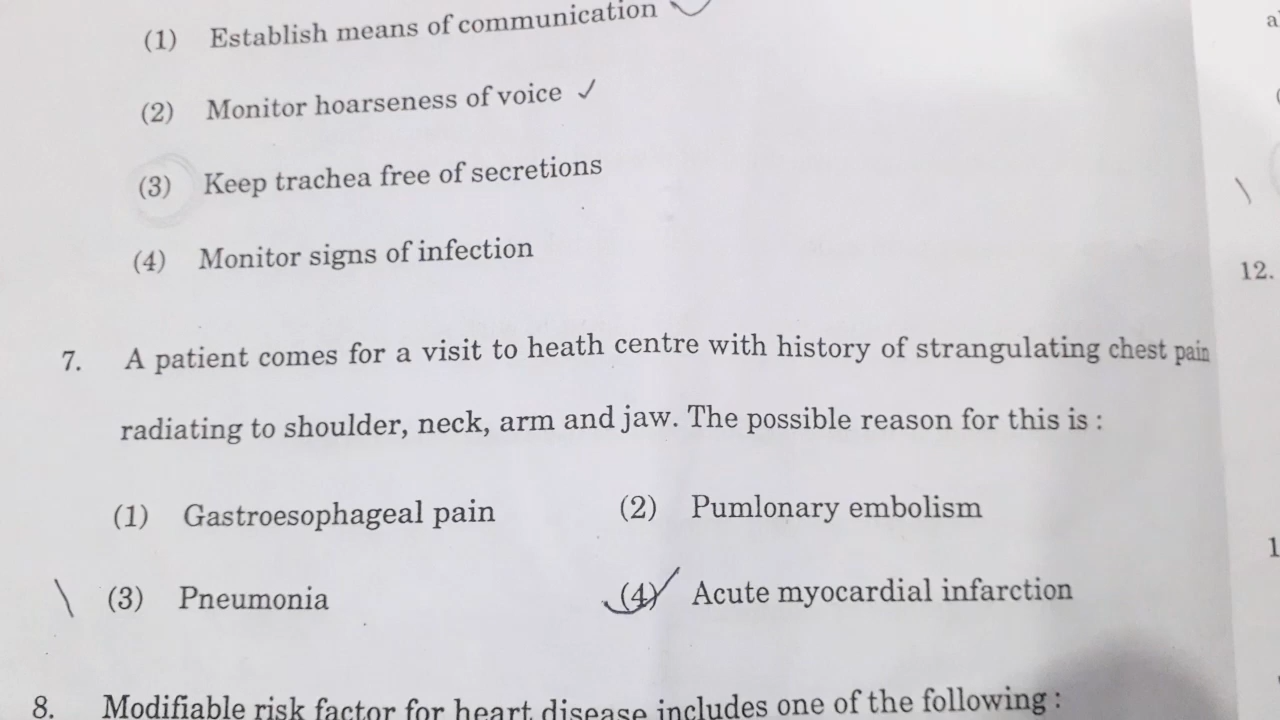 (1) Establish means of communication
(2) Monitor hoarseness of voice ✓
(3) Keep trachea free of secretions
(4) Monitor signs of infection
12.
7. A patient comes for a visit to heath centre with history of strangulating chest pain
radiating to shoulder, neck, arm and jaw. The possible reason for this is :
(1) Gastroesophageal pain (2) Pumlonary embolism
(3) Pneumonia (4) Acute myocardial infarction
8. Modifiable risk factor for heart disease includes one of the following :